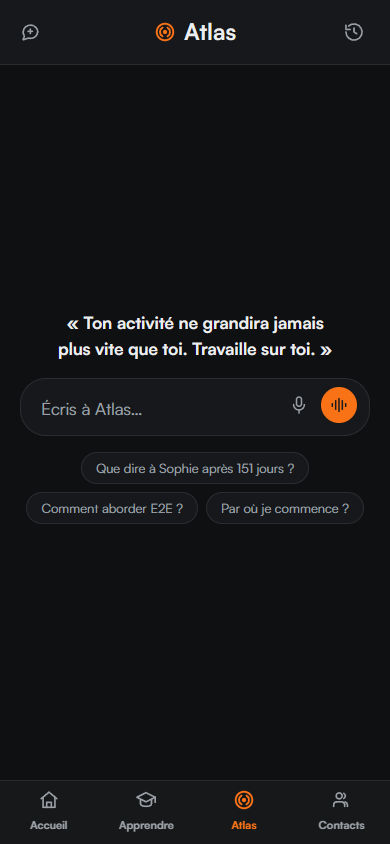 Atlas
« Ton activité ne grandira jamais
plus vite que toi. Travaille sur toi. »
Écris à Atlas...
Que dire à Sophie après 151 jours ?
Comment aborder E2E ?
Par où je commence ?
Accueil
Apprendre
Atlas
Contacts